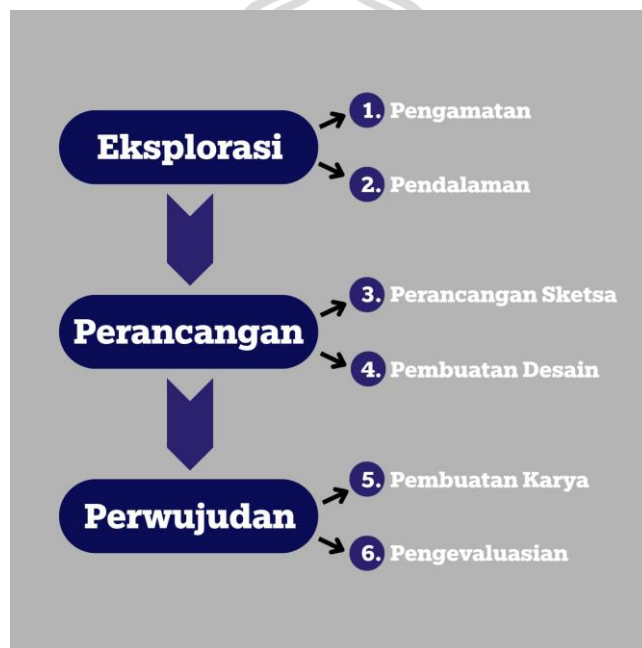 Eksplorasi
1. Pengamatan
2. Pendalaman
Perancangan
3. Perancangan Sketsa
4. Pembuatan Desain
Perwujudan
5. Pembuatan Karya
6. Pengevaluasian